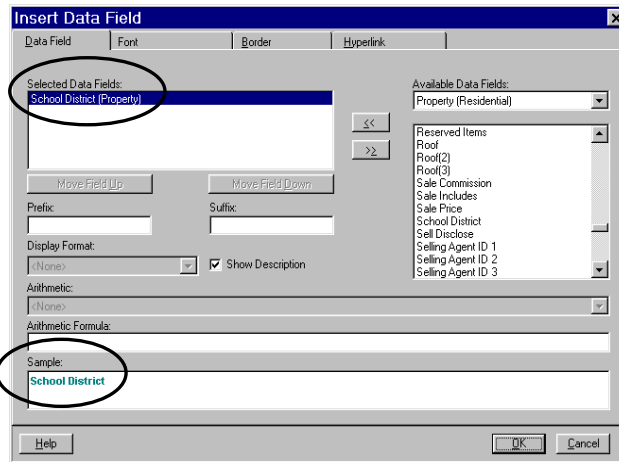 Insert Data Field
Data Field Font Border Hyperlink
Selected Data Fields:
School District (Property)
Available Data Fields:
Property (Residential)
<<
>>
Reserved Items
Roof
Roof(2)
Roof(3)
Sale Commission
Sale Includes
Sale Price
School District
Sell Disclose
Selling Agent ID 1
Selling Agent ID 2
Selling Agent ID 3
Move Field Up Move Field Down
Prefix: Suffix:
Display Format:
<None> Show Description
Arithmetic:
<None>
Arithmetic Formula:
Sample:
School District
Help OK Cancel